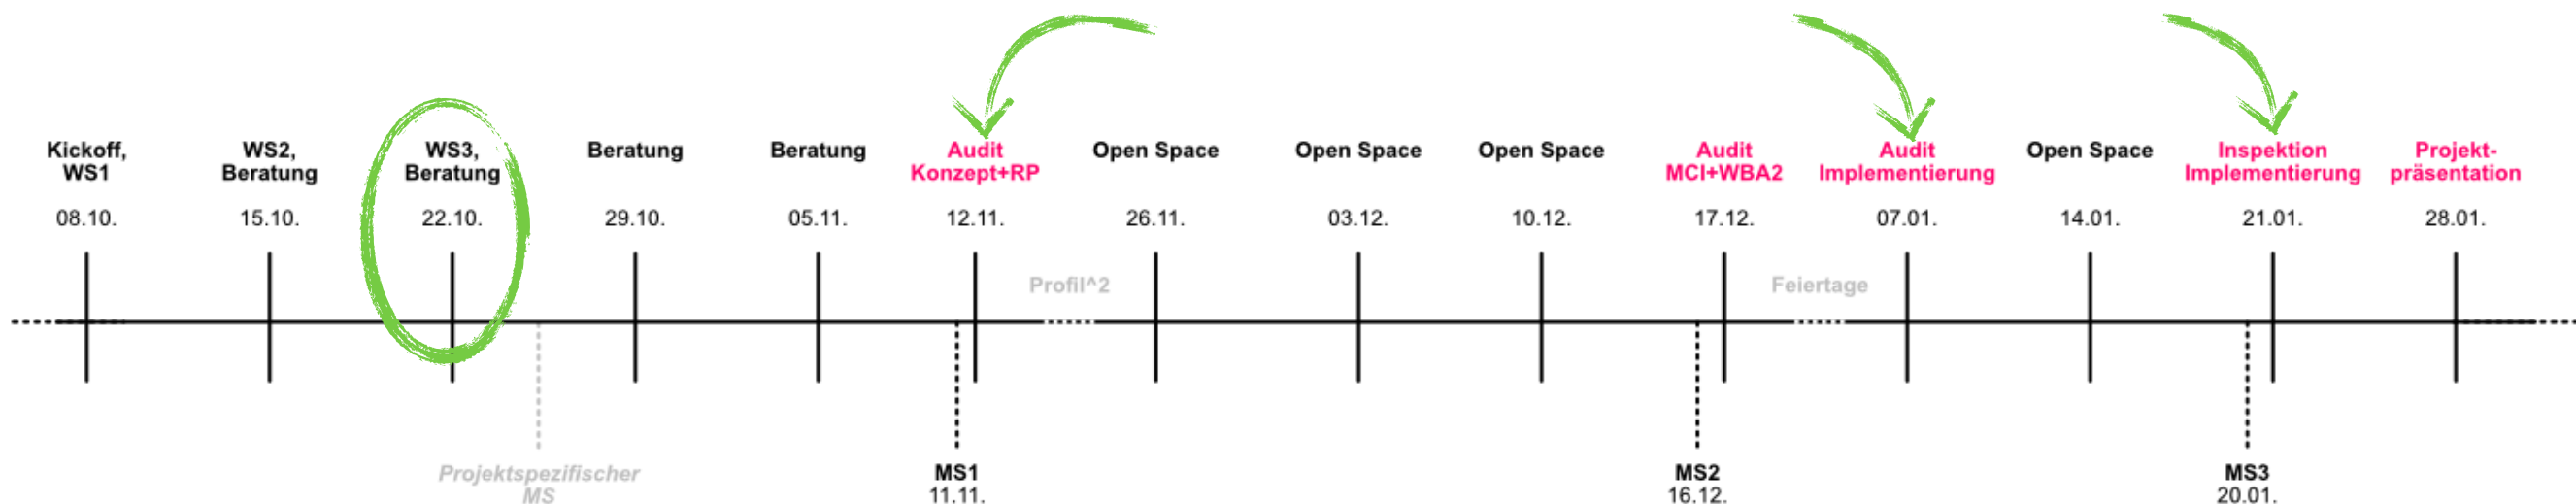 Kickoff,
WS1
08.10.
WS2,
Beratung
15.10.
WS3,
Beratung
22.10.
Beratung
29.10.
Beratung
05.11.
Audit
Konzept+RP
12.11.
Open Space
26.11.
Open Space
03.12.
Open Space
10.12.
Audit
MCI+WBA2
17.12.
Audit
Implementierung
07.01.
Open Space
14.01.
Inspektion
Implementierung
21.01.
Projekt-
präsentation
28.01.
Profil^2
Feiertage
Projektspezifischer
MS
MS1
11.11.
MS2
16.12.
MS3
20.01.